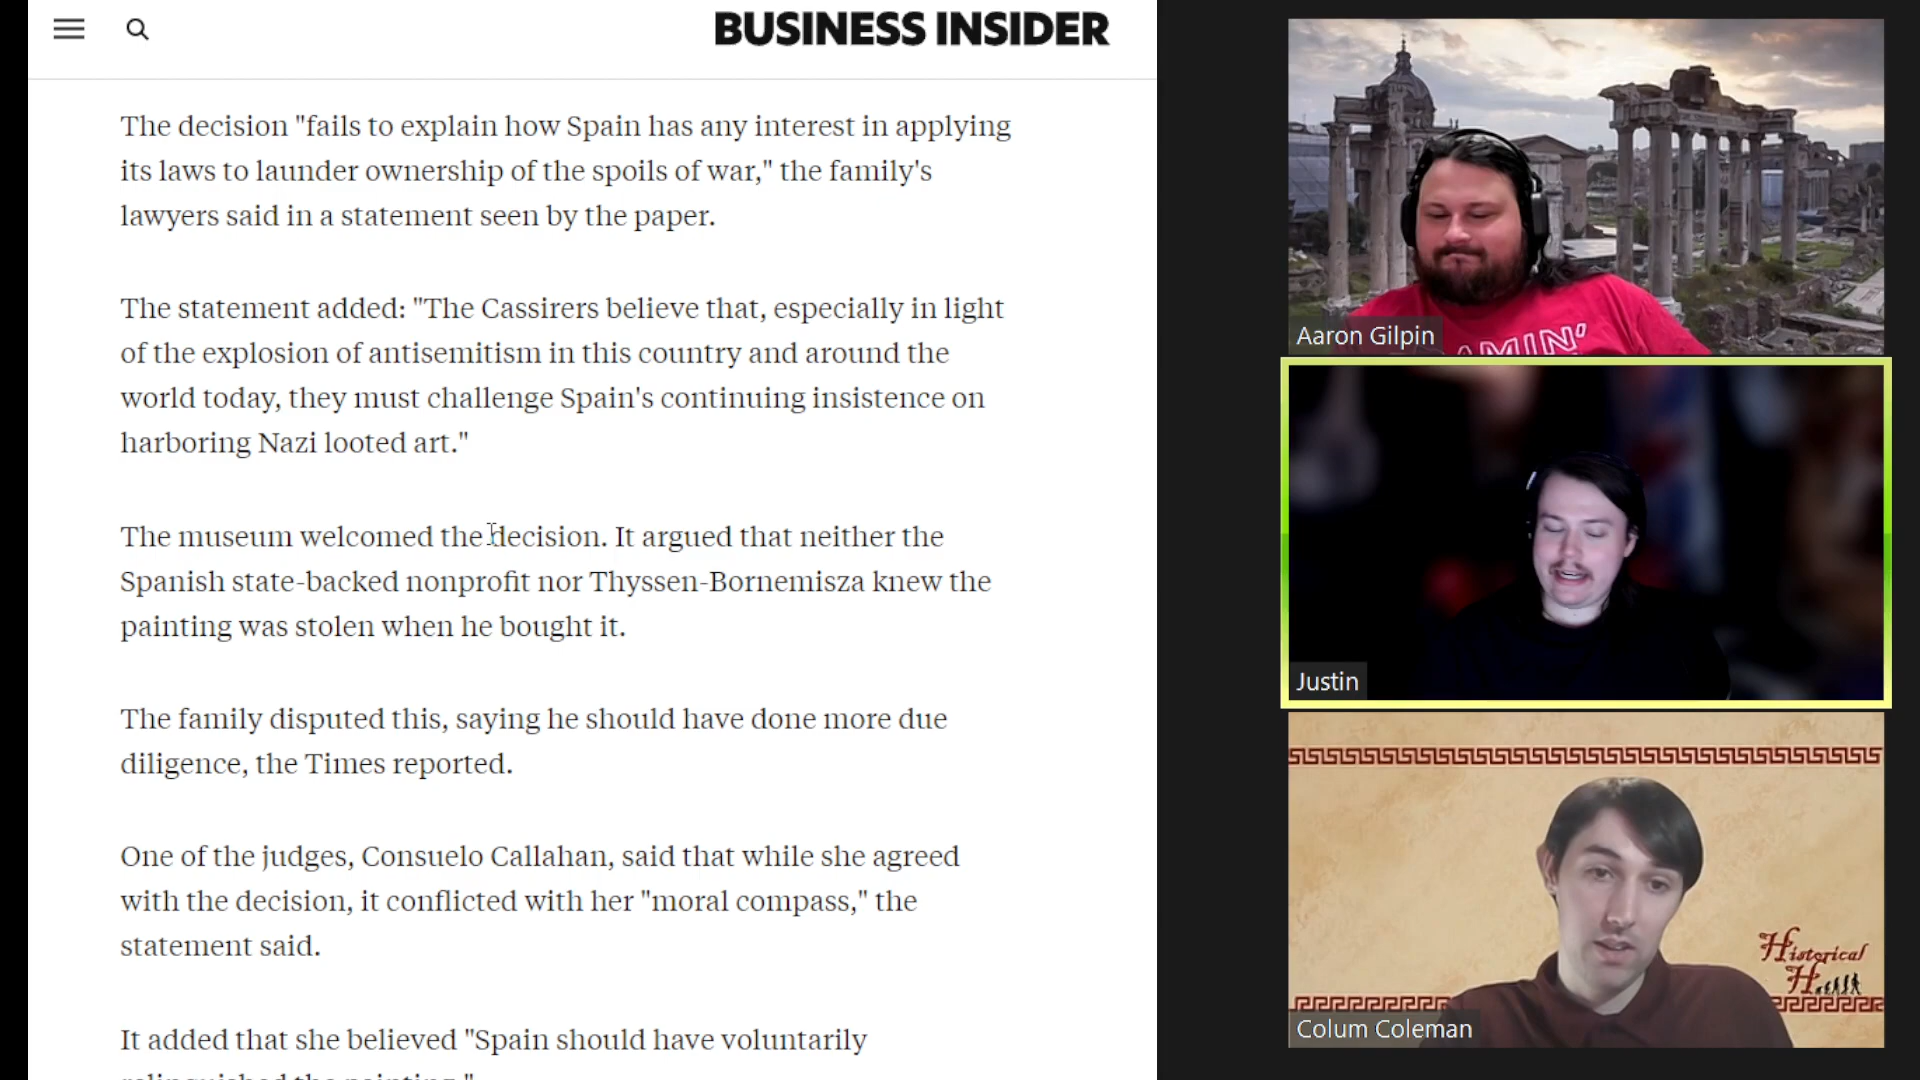 BUSINESS INSIDER
The decision "fails to explain how Spain has any interest in applying
its laws to launder ownership of the spoils of war," the family's
lawyers said in a statement seen by the paper.
The statement added: "The Cassirers believe that, especially in light
of the explosion of antisemitism in this country and around the
world today, they must challenge Spain's continuing insistence on
harboring Nazi looted art."
The museum welcomed the decision. It argued that neither the
Spanish state-backed nonprofit nor Thyssen-Bornemisza knew the
painting was stolen when he bought it.
The family disputed this, saying he should have done more due
diligence, the Times reported.
One of the judges, Consuelo Callahan, said that while she agreed
with the decision, it conflicted with her "moral compass," the
statement said.
It added that she believed "Spain should have voluntarily
relinquished the painting."
Aaron Gilpin
Justin
Historical
Colum Coleman